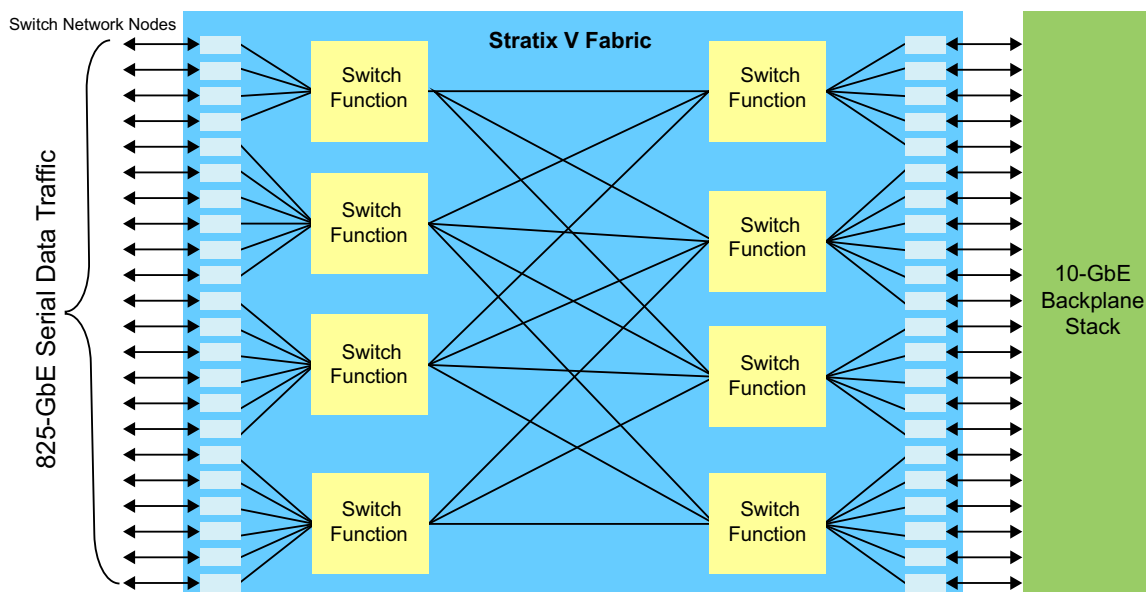 Switch Network Nodes
Stratix V Fabric
825-GbE Serial Data Traffic
Switch
Function
Switch
Function
Switch
Function
Switch
Function
Switch
Function
Switch
Function
Switch
Function
Switch
Function
10-GbE
Backplane
Stack